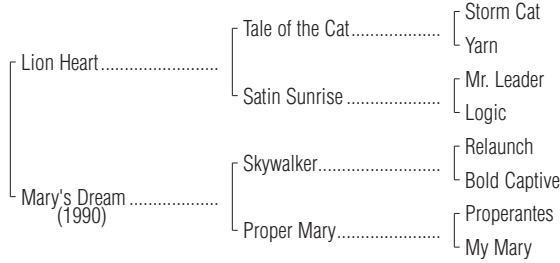 Storm Cat
Tale of the Cat
Yarn
Lion Heart
Mr. Leader
Satin Sunrise
Logic
Relaunch
Skywalker
Bold Captive
Mary's Dream
(1990)
Properantes
Proper Mary
My Mary